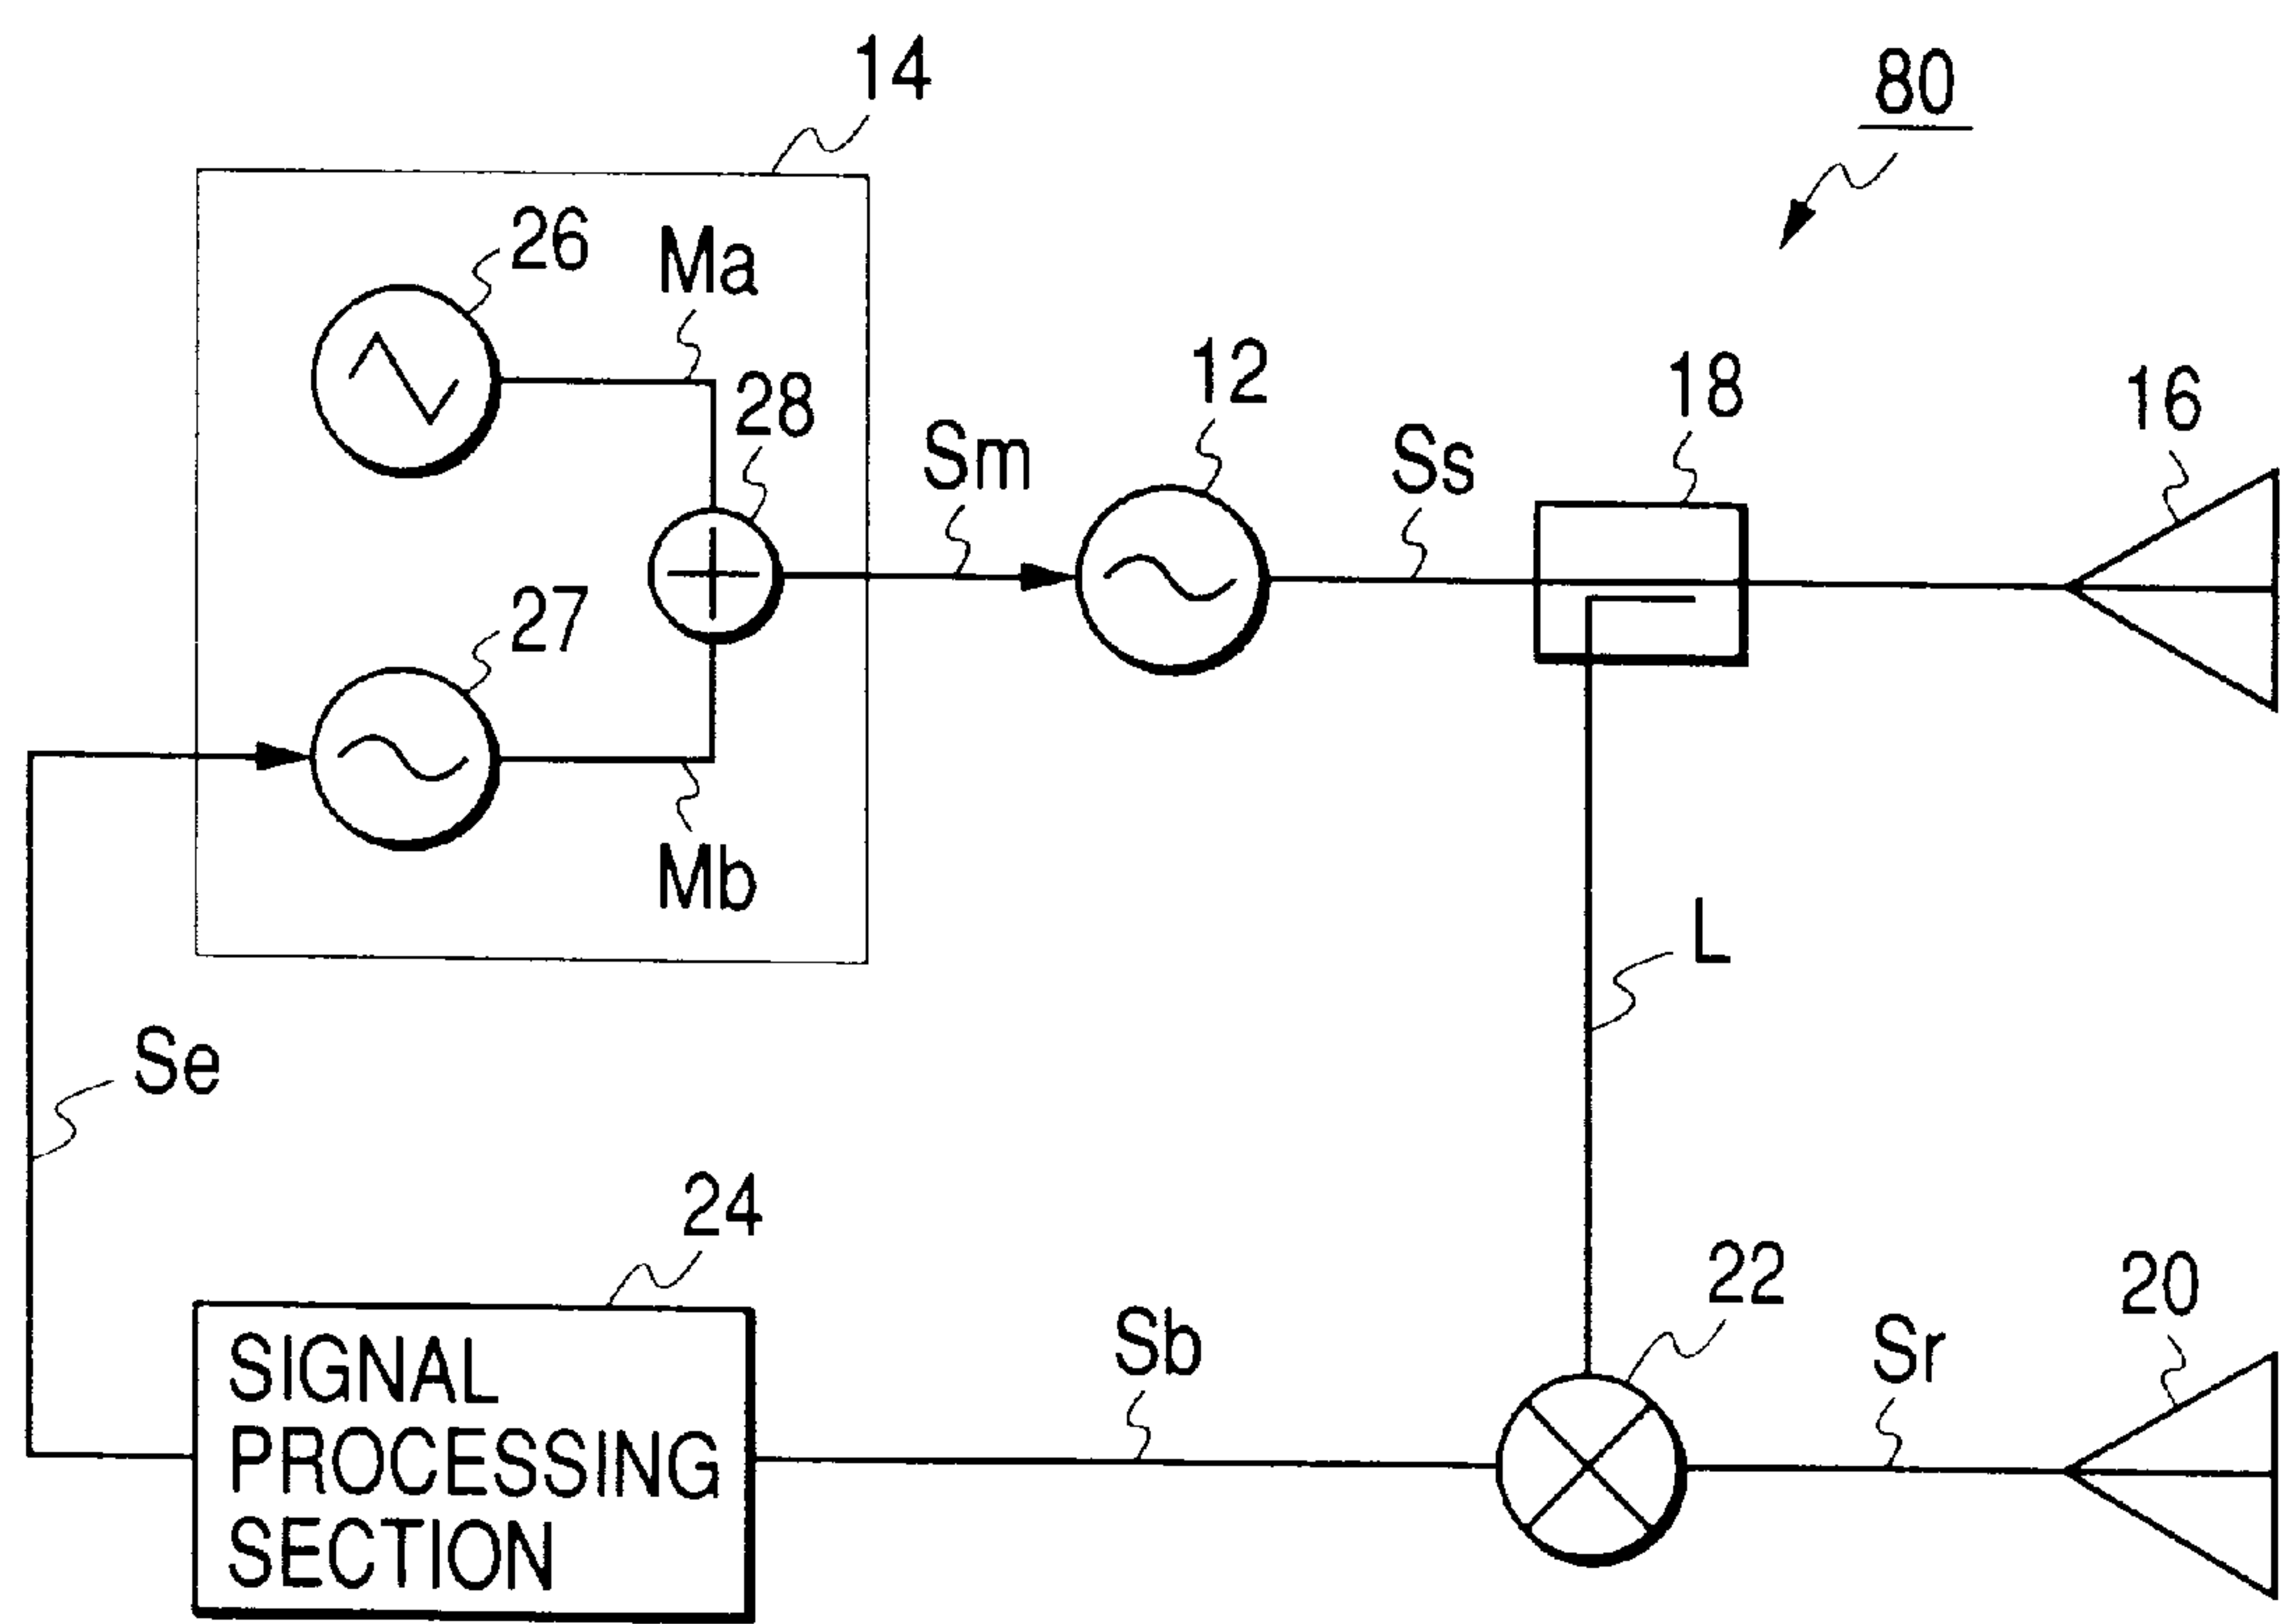 14
80
26
Ma
28
12
18
16
Sm
Ss
27
Mb
L
Se
24
22
20
Sb
Sr
SIGNAL
PROCESSING
SECTION